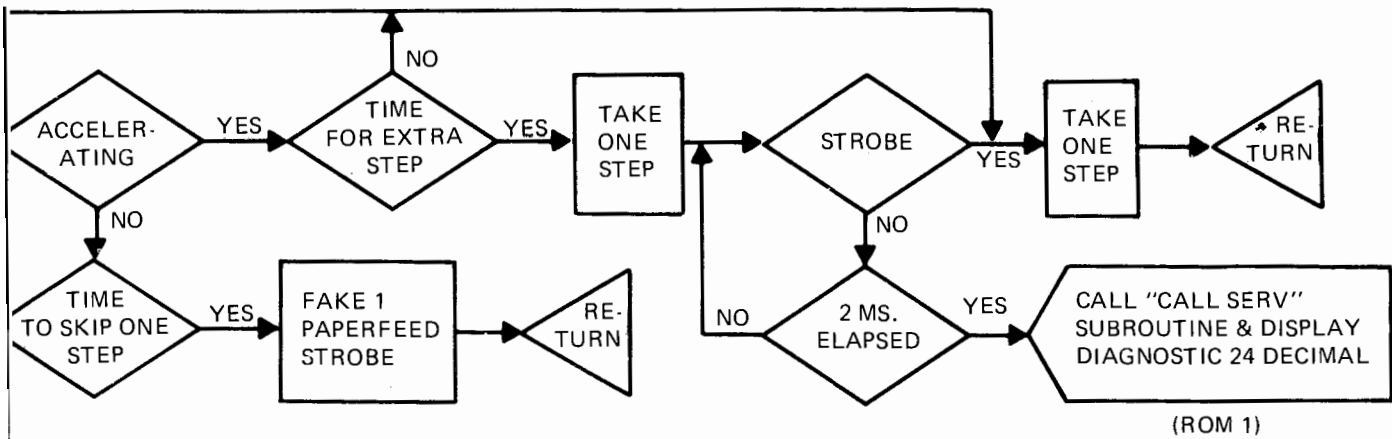 NO
ACCELER-
ATING
YES
TIME
FOR EXTRA
STEP
YES
TAKE
ONE
STEP
STROBE
YES
TAKE
ONE
STEP
RE-
TURN
NO
NO
TIME
TO SKIP ONE
STEP
YES
FAKE 1
PAPERFEED
STROBE
RE-
TURN
NO
2 MS.
ELAPSED
YES
CALL "CALL SERV"
SUBROUTINE & DISPLAY
DIAGNOSTIC 24 DECIMAL
(ROM 1)